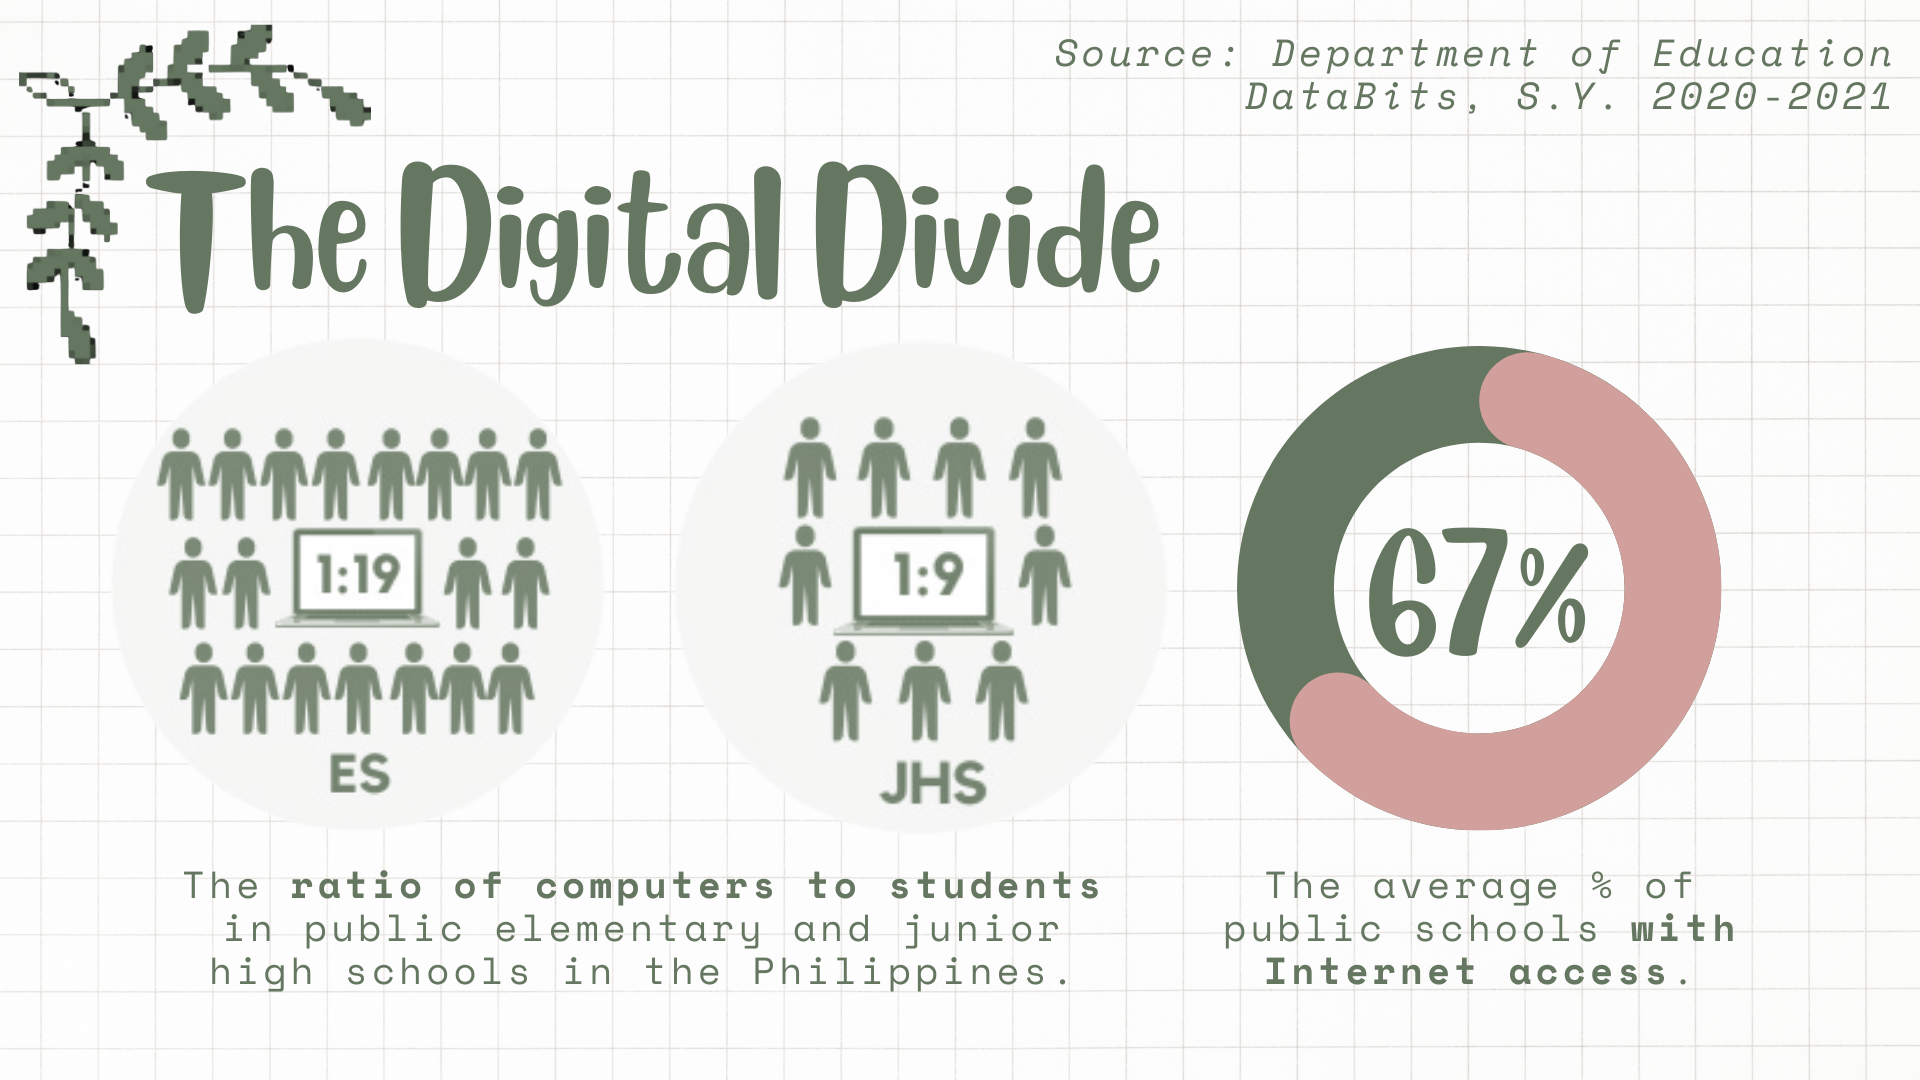 Source: Department of Education
DataBits, S.Y. 2020-2021
The Digital Divide
1:19
ES
1:9
JHS
67%
The ratio of computers to students
in public elementary and junior
high schools in the Philippines.
The average % of
public schools with
Internet access.